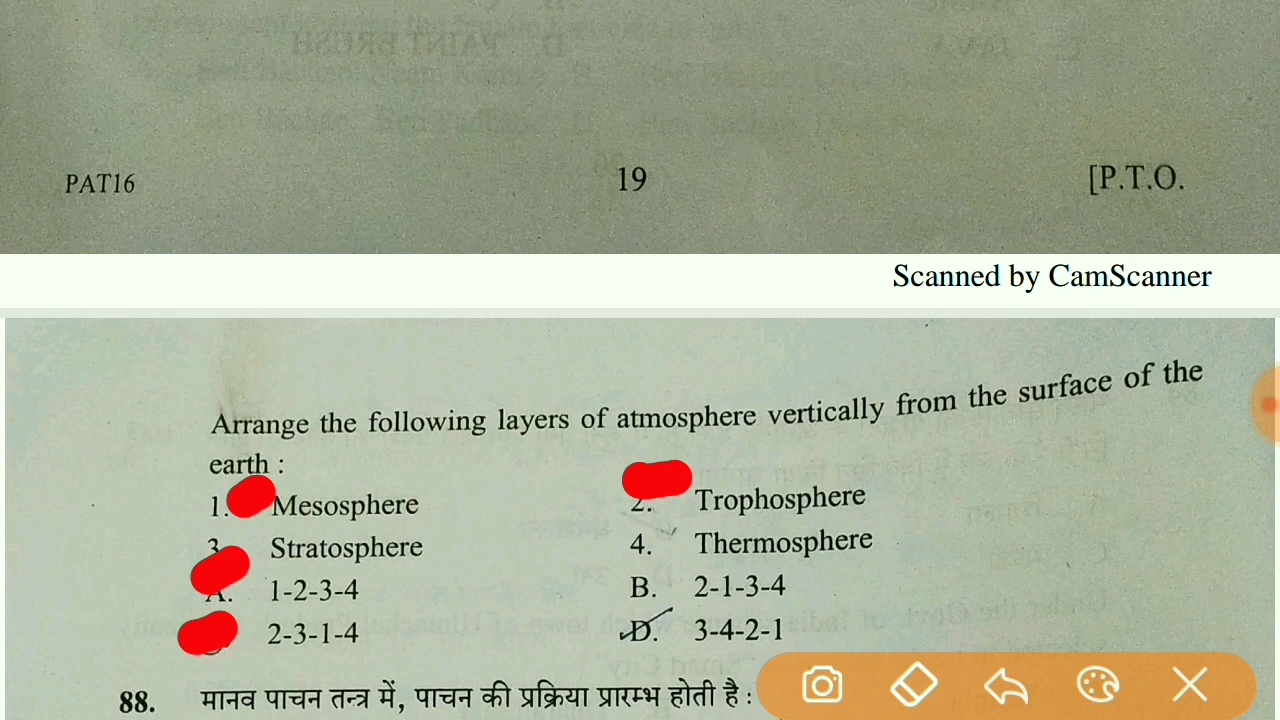 PAT16 19 [P.T.O.
Scanned by CamScanner
Arrange the following layers of atmosphere vertically from the surface of the
earth :
1. Mesosphere 2. Trophosphere
3. Stratosphere 4. Thermosphere
A. 1-2-3-4 B. 2-1-3-4
2-3-1-4 D. 3-4-2-1
88. मानव पाचन तन्त्र में, पाचन की प्रक्रिया प्रारम्भ होती है :